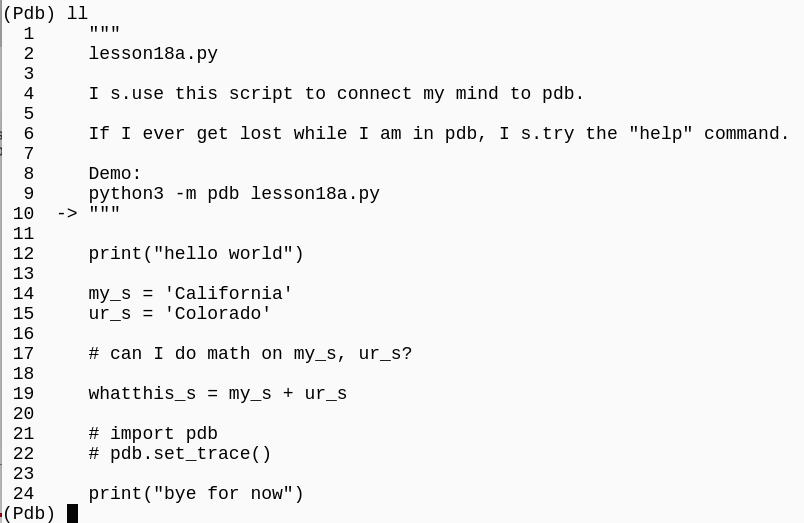 (Pdb) ll
1 """
2 lesson18a.py
3
4 I s.use this script to connect my mind to pdb.
5
6 If I ever get lost while I am in pdb, I s.try the "help" command.
7
8 Demo:
9 python3 -m pdb lesson18a.py
10 -> """
11
12 print("hello world")
13
14 my_s = 'California'
15 ur_s = 'Colorado'
16
17 # can I do math on my_s, ur_s?
18
19 whatthis_s = my_s + ur_s
20
21 # import pdb
22 # pdb.set_trace()
23
24 print("bye for now")
(Pdb)